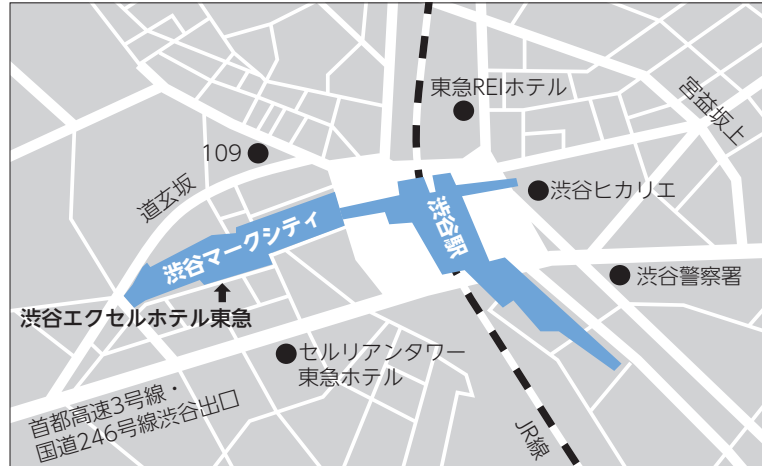 東急REIホテル
宮益坂上
109
道玄坂
渋谷ヒカリエ
渋谷マークシティ
渋谷駅
渋谷警察署
渋谷エクセルホテル東急
セルリアンタワー
東急ホテル
首都高速3号線・
国道246号線渋谷出口
JR線